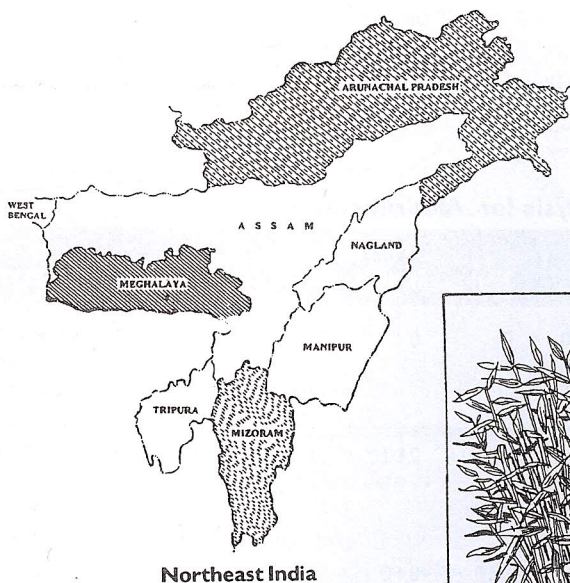 ARUNACHAL PRADESH
WEST
BENGAL
A S S A M
NAGLAND
MEGHALAYA
MANIPUR
TRIPURA
MIZORAM
Northeast India